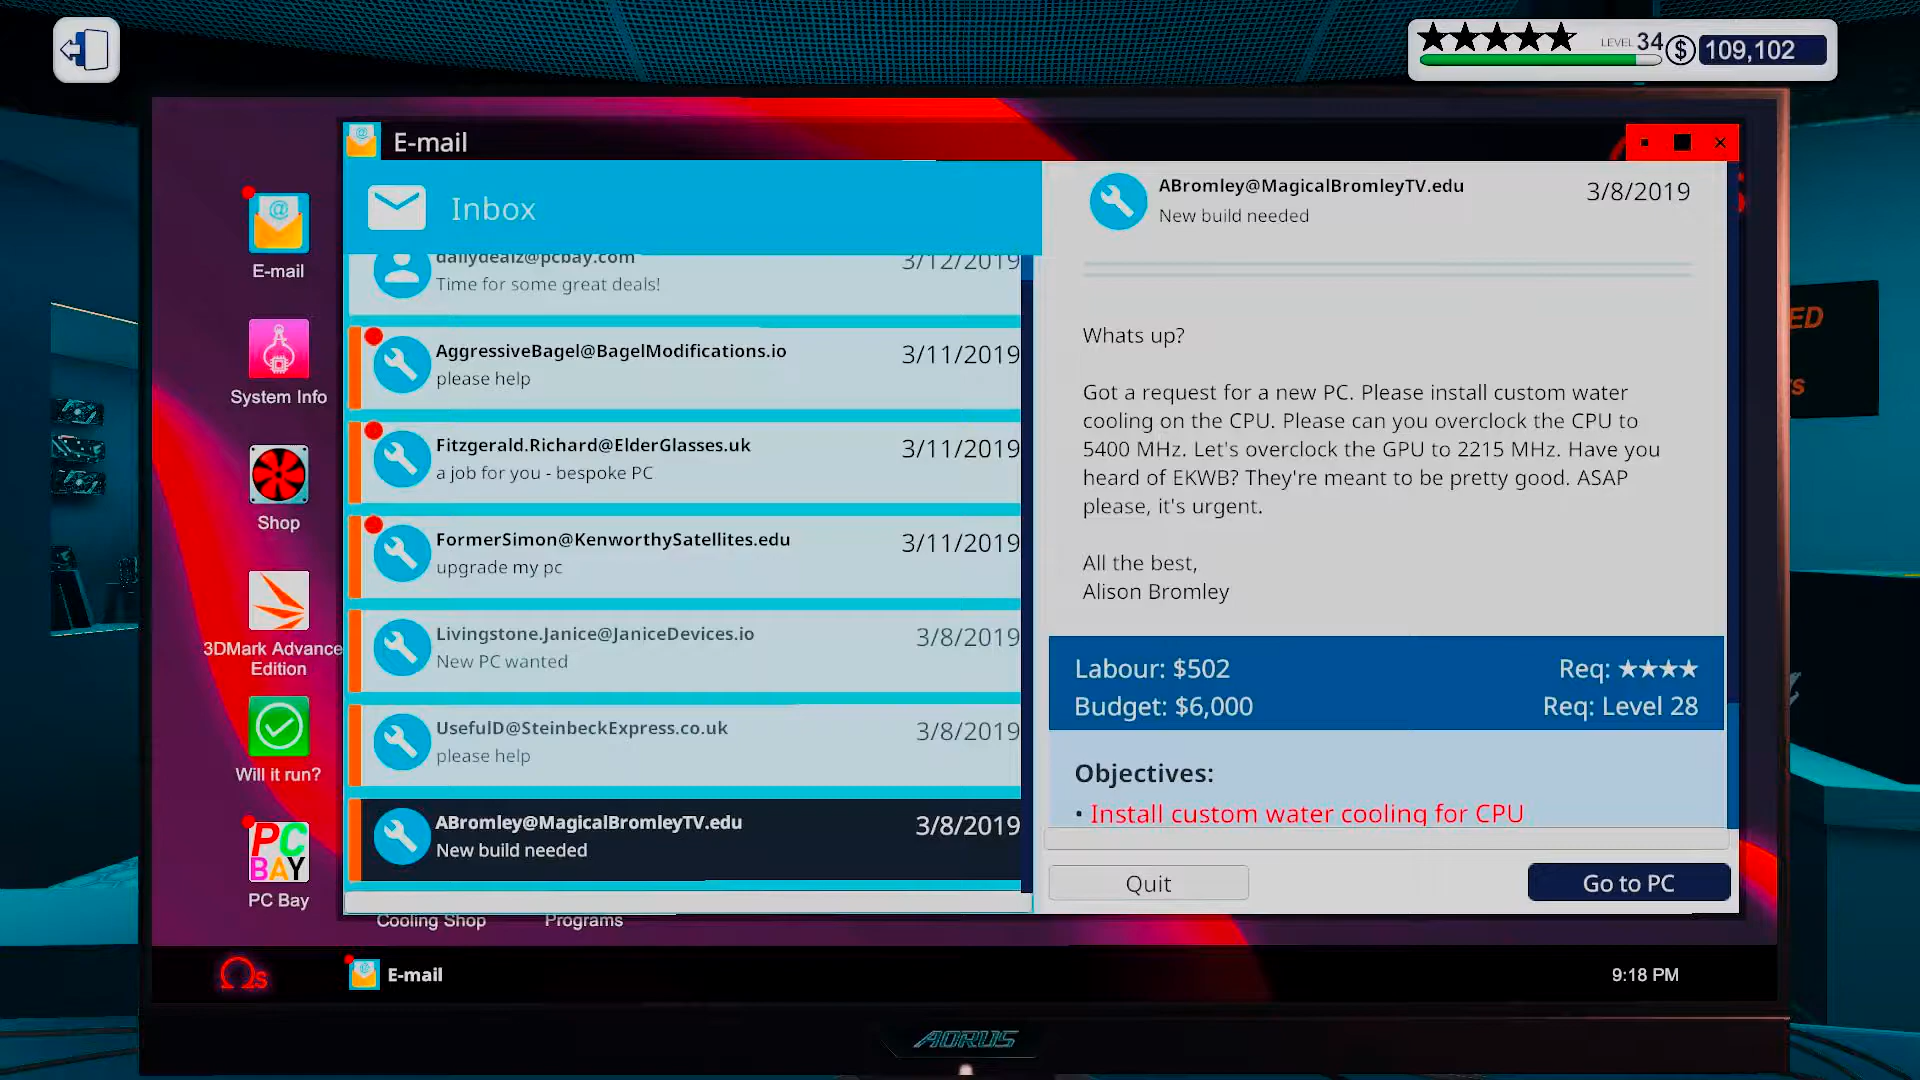 LEVEL 34
$ 109,102
E-mail
Inbox
dailydealz@pcbay.com
3/12/2019
Time for some great deals!
AggressiveBagel@BagelModifications.io
3/11/2019
please help
Fitzgerald.Richard@ElderGlasses.uk
3/11/2019
a job for you - bespoke PC
FormerSimon@KenworthySatellites.edu
3/11/2019
upgrade my pc
Livingstone.Janice@JaniceDevices.io
3/8/2019
New PC wanted
UsefulD@SteinbeckExpress.co.uk
3/8/2019
please help
ABromley@MagicalBromleyTV.edu
3/8/2019
New build needed
ABromley@MagicalBromleyTV.edu
3/8/2019
New build needed
Whats up?
Got a request for a new PC. Please install custom water
cooling on the CPU. Please can you overclock the CPU to
5400 MHz. Let's overclock the GPU to 2215 MHz. Have you
heard of EKWB? They're meant to be pretty good. ASAP
please, it's urgent.
All the best,
Alison Bromley
Labour: $502
Req: ★★★★
Budget: $6,000
Req: Level 28
Objectives:
• Install custom water cooling for CPU
Quit
Go to PC
E-mail
System Info
Shop
3DMark Advance
Edition
Will it run?
PC
BAY
PC Bay
Cooling Shop
Programs
Ωs
E-mail
9:18 PM
AORUS